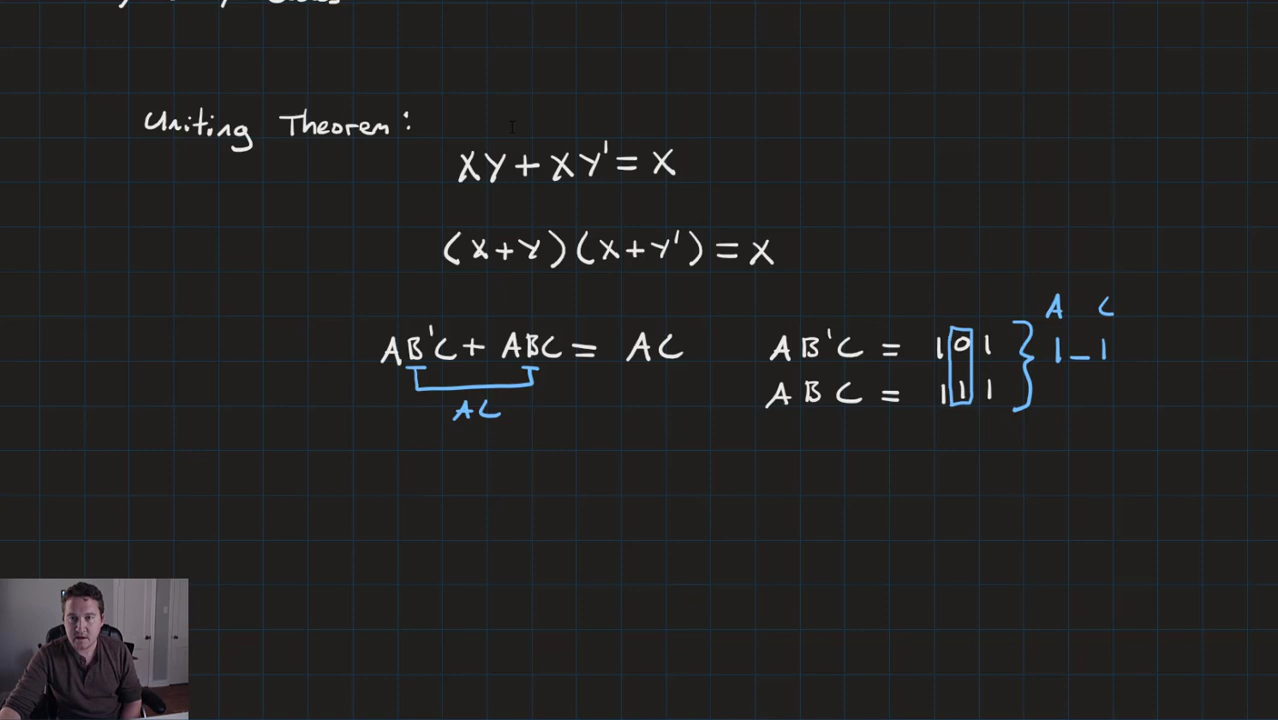 Uniting Theorem:
XY + XY' = X
(X+Y)(X+Y') = X
A C
AB'C + ABC = AC
AB'C = 101
1_1
ABC = 111
AC